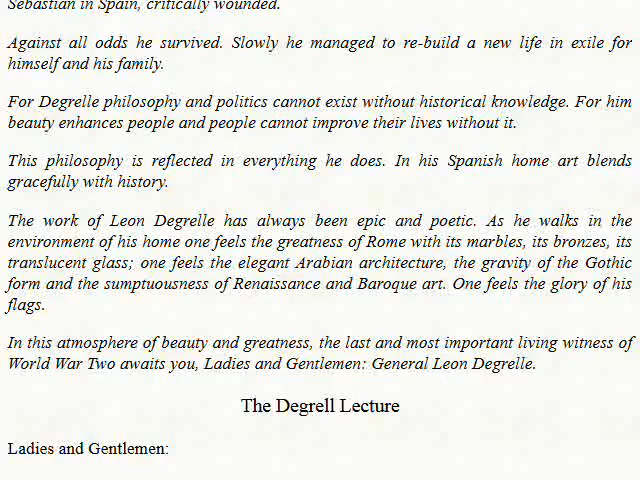 Sebastian in Spain, critically wounded.
Against all odds he survived. Slowly he managed to re-build a new life in exile for
himself and his family.
For Degrelle philosophy and politics cannot exist without historical knowledge. For him
beauty enhances people and people cannot improve their lives without it.
This philosophy is reflected in everything he does. In his Spanish home art blends
gracefully with history.
The work of Leon Degrelle has always been epic and poetic. As he walks in the
environment of his home one feels the greatness of Rome with its marbles, its bronzes, its
translucent glass; one feels the elegant Arabian architecture, the gravity of the Gothic
form and the sumptuousness of Renaissance and Baroque art. One feels the glory of his
flags.
In this atmosphere of beauty and greatness, the last and most important living witness of
World War Two awaits you, Ladies and Gentlemen: General Leon Degrelle.
The Degrell Lecture
Ladies and Gentlemen: